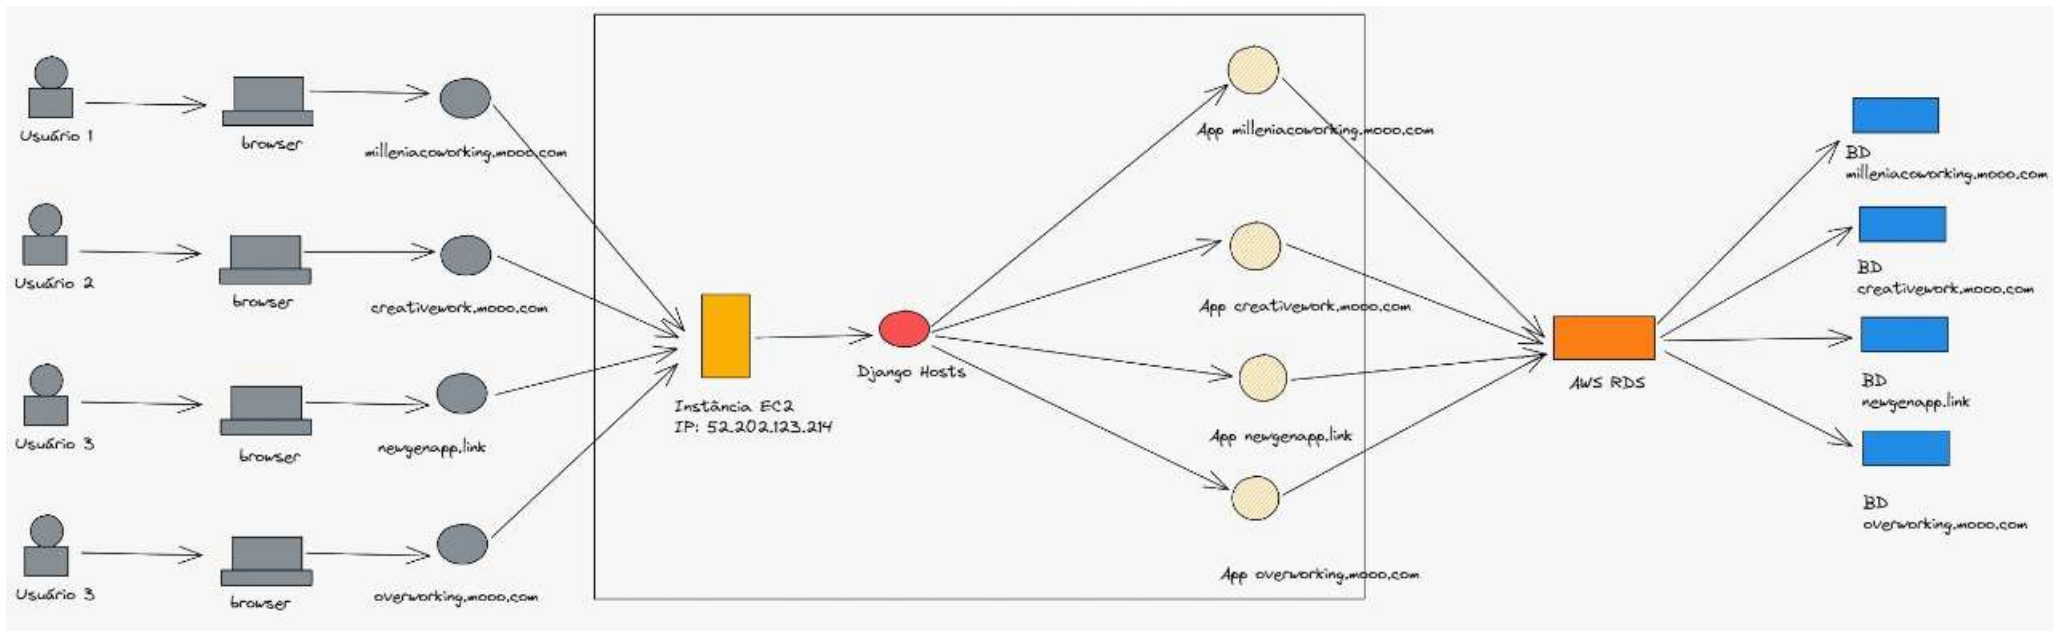 Usuário 1
browser
milleniacoworking.mooo.com
Usuário 2
browser
creativework.mooo.com
Usuário 3
browser
newgenapp.link
Usuário 3
browser
overworking.mooo.com
Instância EC2
IP: 52.202.123.214
Django Hosts
App milleniacoworking.mooo.com
App creativework.mooo.com
App newgenapp.link
App overworking.mooo.com
AWS RDS
BD
milleniacoworking.mooo.com
BD
creativework.mooo.com
BD
newgenapp.link
BD
overworking.mooo.com